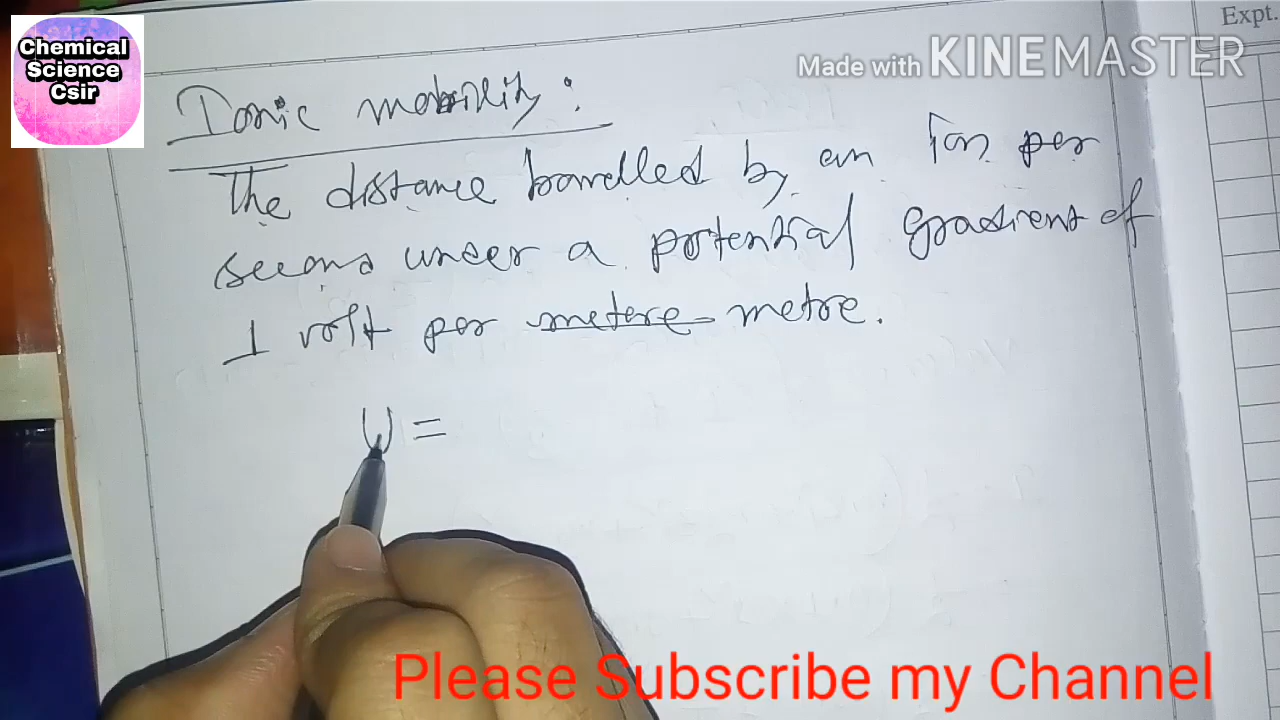 Chemical
Science
Csir
Made with KINEMASTER
Expt.
Ionic mobility :
The distance travelled by an Ion per
second under a potential gradient of
1 volt per metere metre.
U =
Please Subscribe my Channel